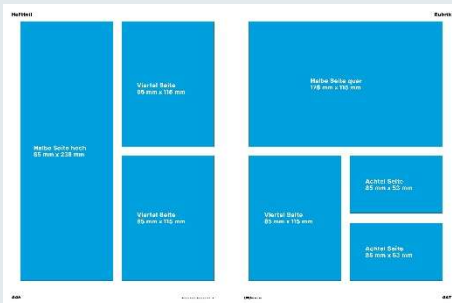 Hefttitel
Rubrik
Halbe Seite hoch
85 mm x 238 mm
Viertel Seite
85 mm x 115 mm
Viertel Seite
85 mm x 115 mm
Halbe Seite quer
178 mm x 115 mm
Viertel Seite
85 mm x 115 mm
Achtel Seite
85 mm x 53 mm
Achtel Seite
85 mm x 53 mm